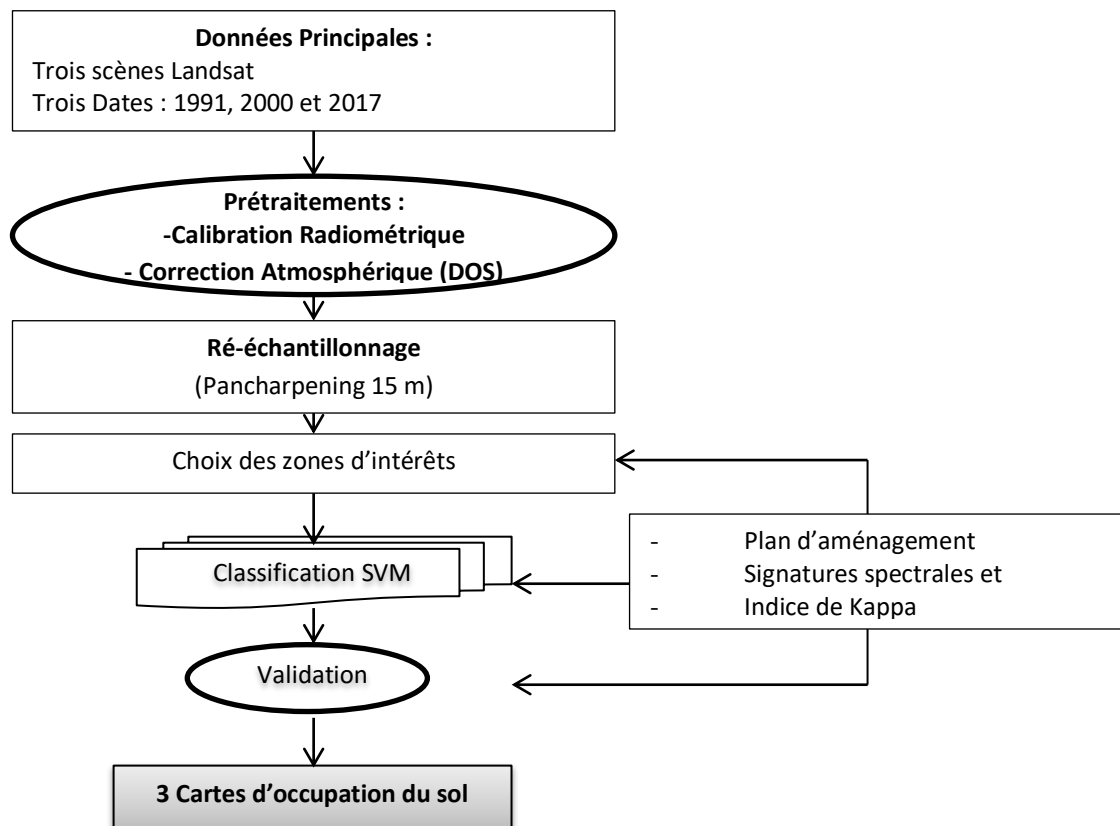 Données Principales :
Trois scènes Landsat
Trois Dates : 1991, 2000 et 2017
Prétraitements :
-Calibration Radiométrique
- Correction Atmosphérique (DOS)
Ré-échantillonnage
(Pancharpening 15 m)
Choix des zones d’intérêts
Classification SVM
- Plan d’aménagement
- Signatures spectrales et
- Indice de Kappa
Validation
3 Cartes d’occupation du sol